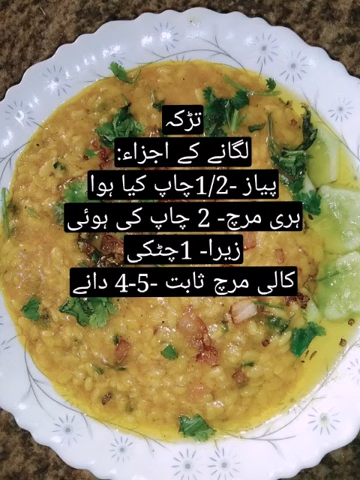 تڑکہ
لگانے کے اجزاء:
پیاز -1/2چاپ کیا ہوا
ہری مرچ- 2 چاپ کی ہوئی
زیرا- 1چٹکی
کالی مرچ ثابت -5-4 دانے